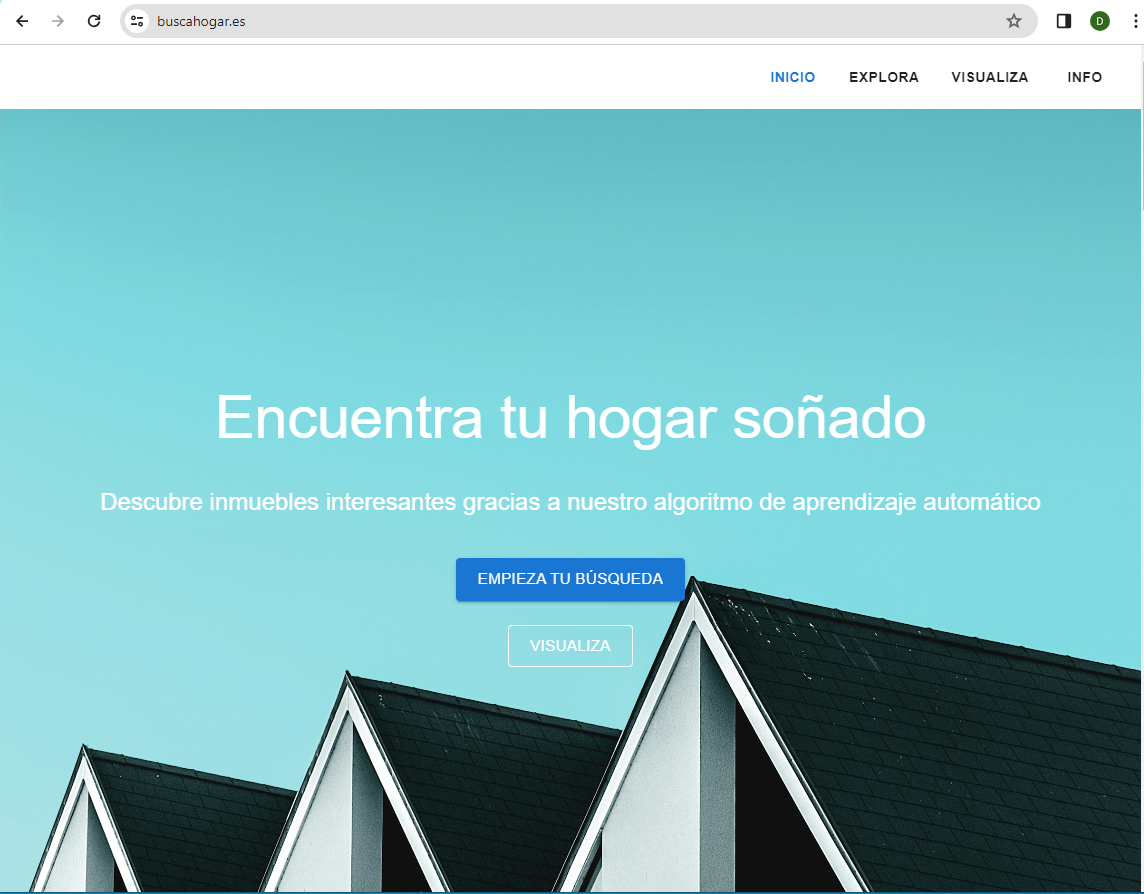 buscahogar.es
D
INICIO EXPLORA VISUALIZA INFO
Encuentra tu hogar soñado
Descubre inmuebles interesantes gracias a nuestro algoritmo de aprendizaje automático
EMPIEZA TU BÚSQUEDA
VISUALIZA